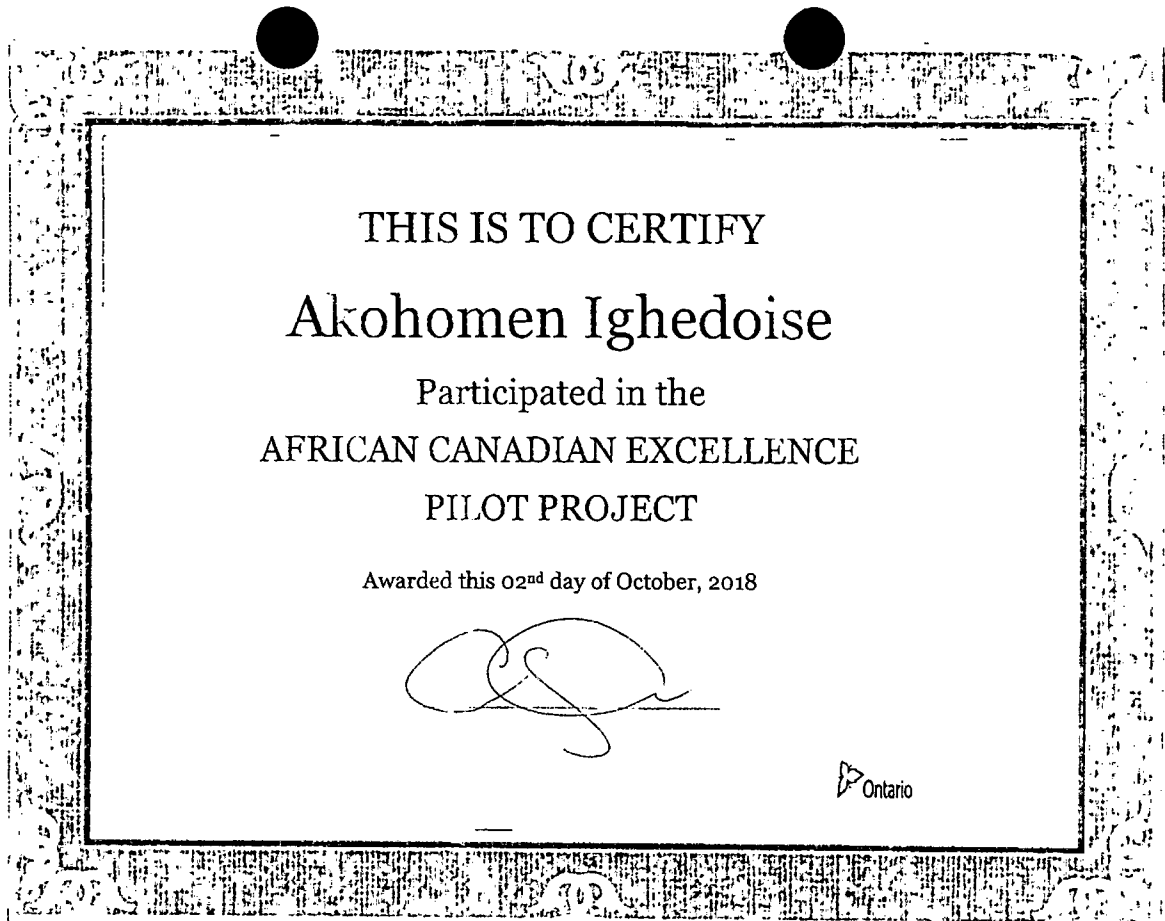 THIS IS TO CERTIFY
Akohomen Ighedoise
Participated in the
AFRICAN CANADIAN EXCELLENCE
PILOT PROJECT
Awarded this 02nd day of October, 2018
Ontario